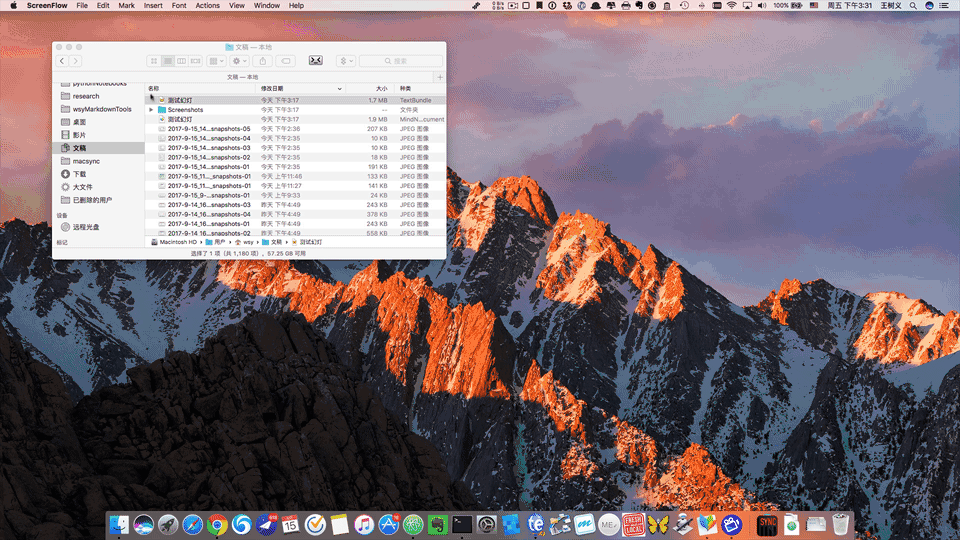 ScreenFlow File Edit Mark Insert Font Actions View Window Help 100% 周五 下午3:31 王树义
文稿 — 本地
搜索
文稿 — 本地
名称 修改日期 大小 种类
pythonNotebooks
research
wsyMarkdownTools
桌面
影片
文稿
macsync
下载
大文件
已删除的用户
设备
远程光盘
标记
测试幻灯 今天 下午3:17 1.7 MB TextBundle
Screenshots 今天 下午3:17 -- 文件夹
测试幻灯 今天 下午3:17 1.9 MB MindN...cument
2017-9-15_14...snapshots-05 今天 下午2:36 207 KB JPEG 图像
2017-9-15_14...snapshots-04 今天 下午2:35 10 KB JPEG 图像
2017-9-15_14...snapshots-03 今天 下午2:35 10 KB JPEG 图像
2017-9-15_14...snapshots-02 今天 下午2:35 18 KB JPEG 图像
2017-9-15_14...snapshots-01 今天 下午2:35 191 KB JPEG 图像
2017-9-15_11...snapshots-01 今天 上午11:46 133 KB JPEG 图像
2017-9-15_11...snapshots-01 今天 上午11:27 141 KB JPEG 图像
2017-9-15_9-...snapshots-01 今天 上午9:33 24 KB JPEG 图像
2017-9-14_16...snapshots-03 昨天 下午4:49 243 KB JPEG 图像
2017-9-14_16...snapshots-04 昨天 下午4:49 378 KB JPEG 图像
2017-9-14_16...snapshots-01 昨天 下午4:49 243 KB JPEG 图像
2017-9-14_16...snapshots-02 昨天 下午4:49 558 KB JPEG 图像
Macintosh HD 用户 wsy 文稿 测试幻灯
选择了 1 项（共 1,180 项），57.25 GB 可用
15
FRESH
LOCAL
SYNC